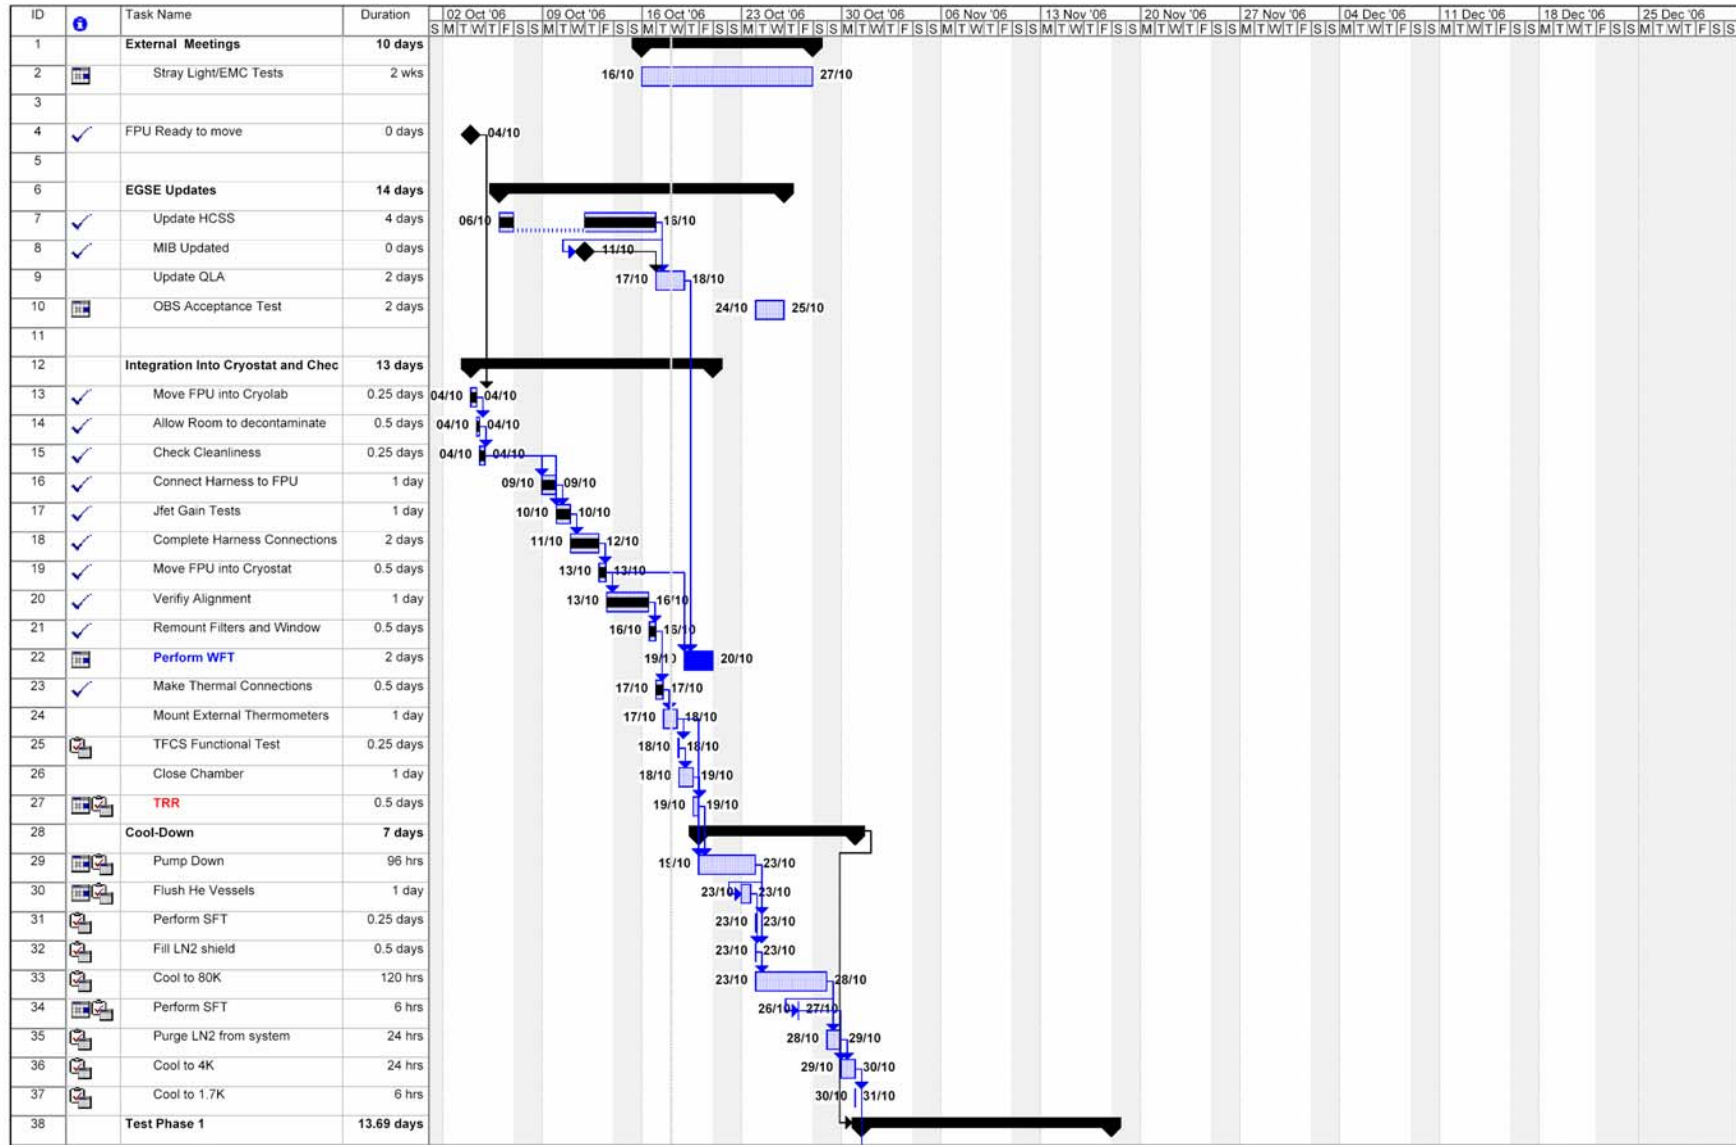 ID Task Name Duration 02 Oct '06 09 Oct '06 16 Oct '06 23 Oct '06 30 Oct '06 06 Nov '06 13 Nov '06 20 Nov '06 27 Nov '06 04 Dec '06 11 Dec '06 18 Dec '06 25 Dec '06
S M T W T F S S M T W T F S S M T W T F S S M T W T F S S M T W T F S S M T W T F S S M T W T F S S M T W T F S S M T W T F S S M T W T F S S M T W T F S S M T W T F S S M T W T F S S
1 External Meetings 10 days
2 Stray Light/EMC Tests 2 wks 16/10 27/10
3
4 FPU Ready to move 0 days 04/10
5
6 EGSE Updates 14 days
7 Update HCSS 4 days 06/10 16/10
8 MIB Updated 0 days 11/10
9 Update QLA 2 days 17/10 18/10
10 OBS Acceptance Test 2 days 24/10 25/10
11
12 Integration Into Cryostat and Chec 13 days
13 Move FPU into Cryolab 0.25 days 04/10 04/10
14 Allow Room to decontaminate 0.5 days 04/10 04/10
15 Check Cleanliness 0.25 days 04/10 04/10
16 Connect Harness to FPU 1 day 09/10 09/10
17 Jfet Gain Tests 1 day 10/10 10/10
18 Complete Harness Connections 2 days 11/10 12/10
19 Move FPU into Cryostat 0.5 days 13/10 13/10
20 Verifiy Alignment 1 day 13/10 16/10
21 Remount Filters and Window 0.5 days 16/10 16/10
22 Perform WFT 2 days 19/10 20/10
23 Make Thermal Connections 0.5 days 17/10 17/10
24 Mount External Thermometers 1 day 17/10 18/10
25 TFCS Functional Test 0.25 days 18/10 18/10
26 Close Chamber 1 day 18/10 19/10
27 TRR 0.5 days 19/10 19/10
28 Cool-Down 7 days
29 Pump Down 96 hrs 19/10 23/10
30 Flush He Vessels 1 day 23/10 23/10
31 Perform SFT 0.25 days 23/10 23/10
32 Fill LN2 shield 0.5 days 23/10 23/10
33 Cool to 80K 120 hrs 23/10 28/10
34 Perform SFT 6 hrs 26/10 27/10
35 Purge LN2 from system 24 hrs 28/10 29/10
36 Cool to 4K 24 hrs 29/10 30/10
37 Cool to 1.7K 6 hrs 30/10 31/10
38 Test Phase 1 13.69 days